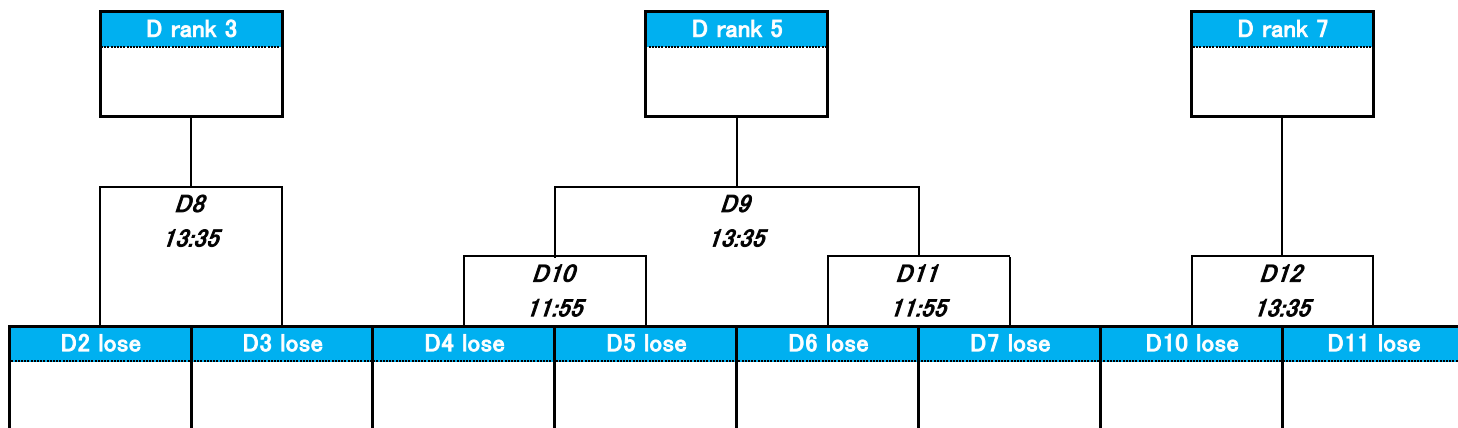 D rank 3
D rank 5
D rank 7
D8
13:35
D9
13:35
D10
11:55
D11
11:55
D12
13:35
D2 lose
D3 lose
D4 lose
D5 lose
D6 lose
D7 lose
D10 lose
D11 lose